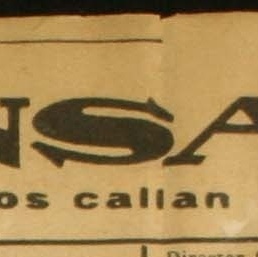 NSA
os callan
Director